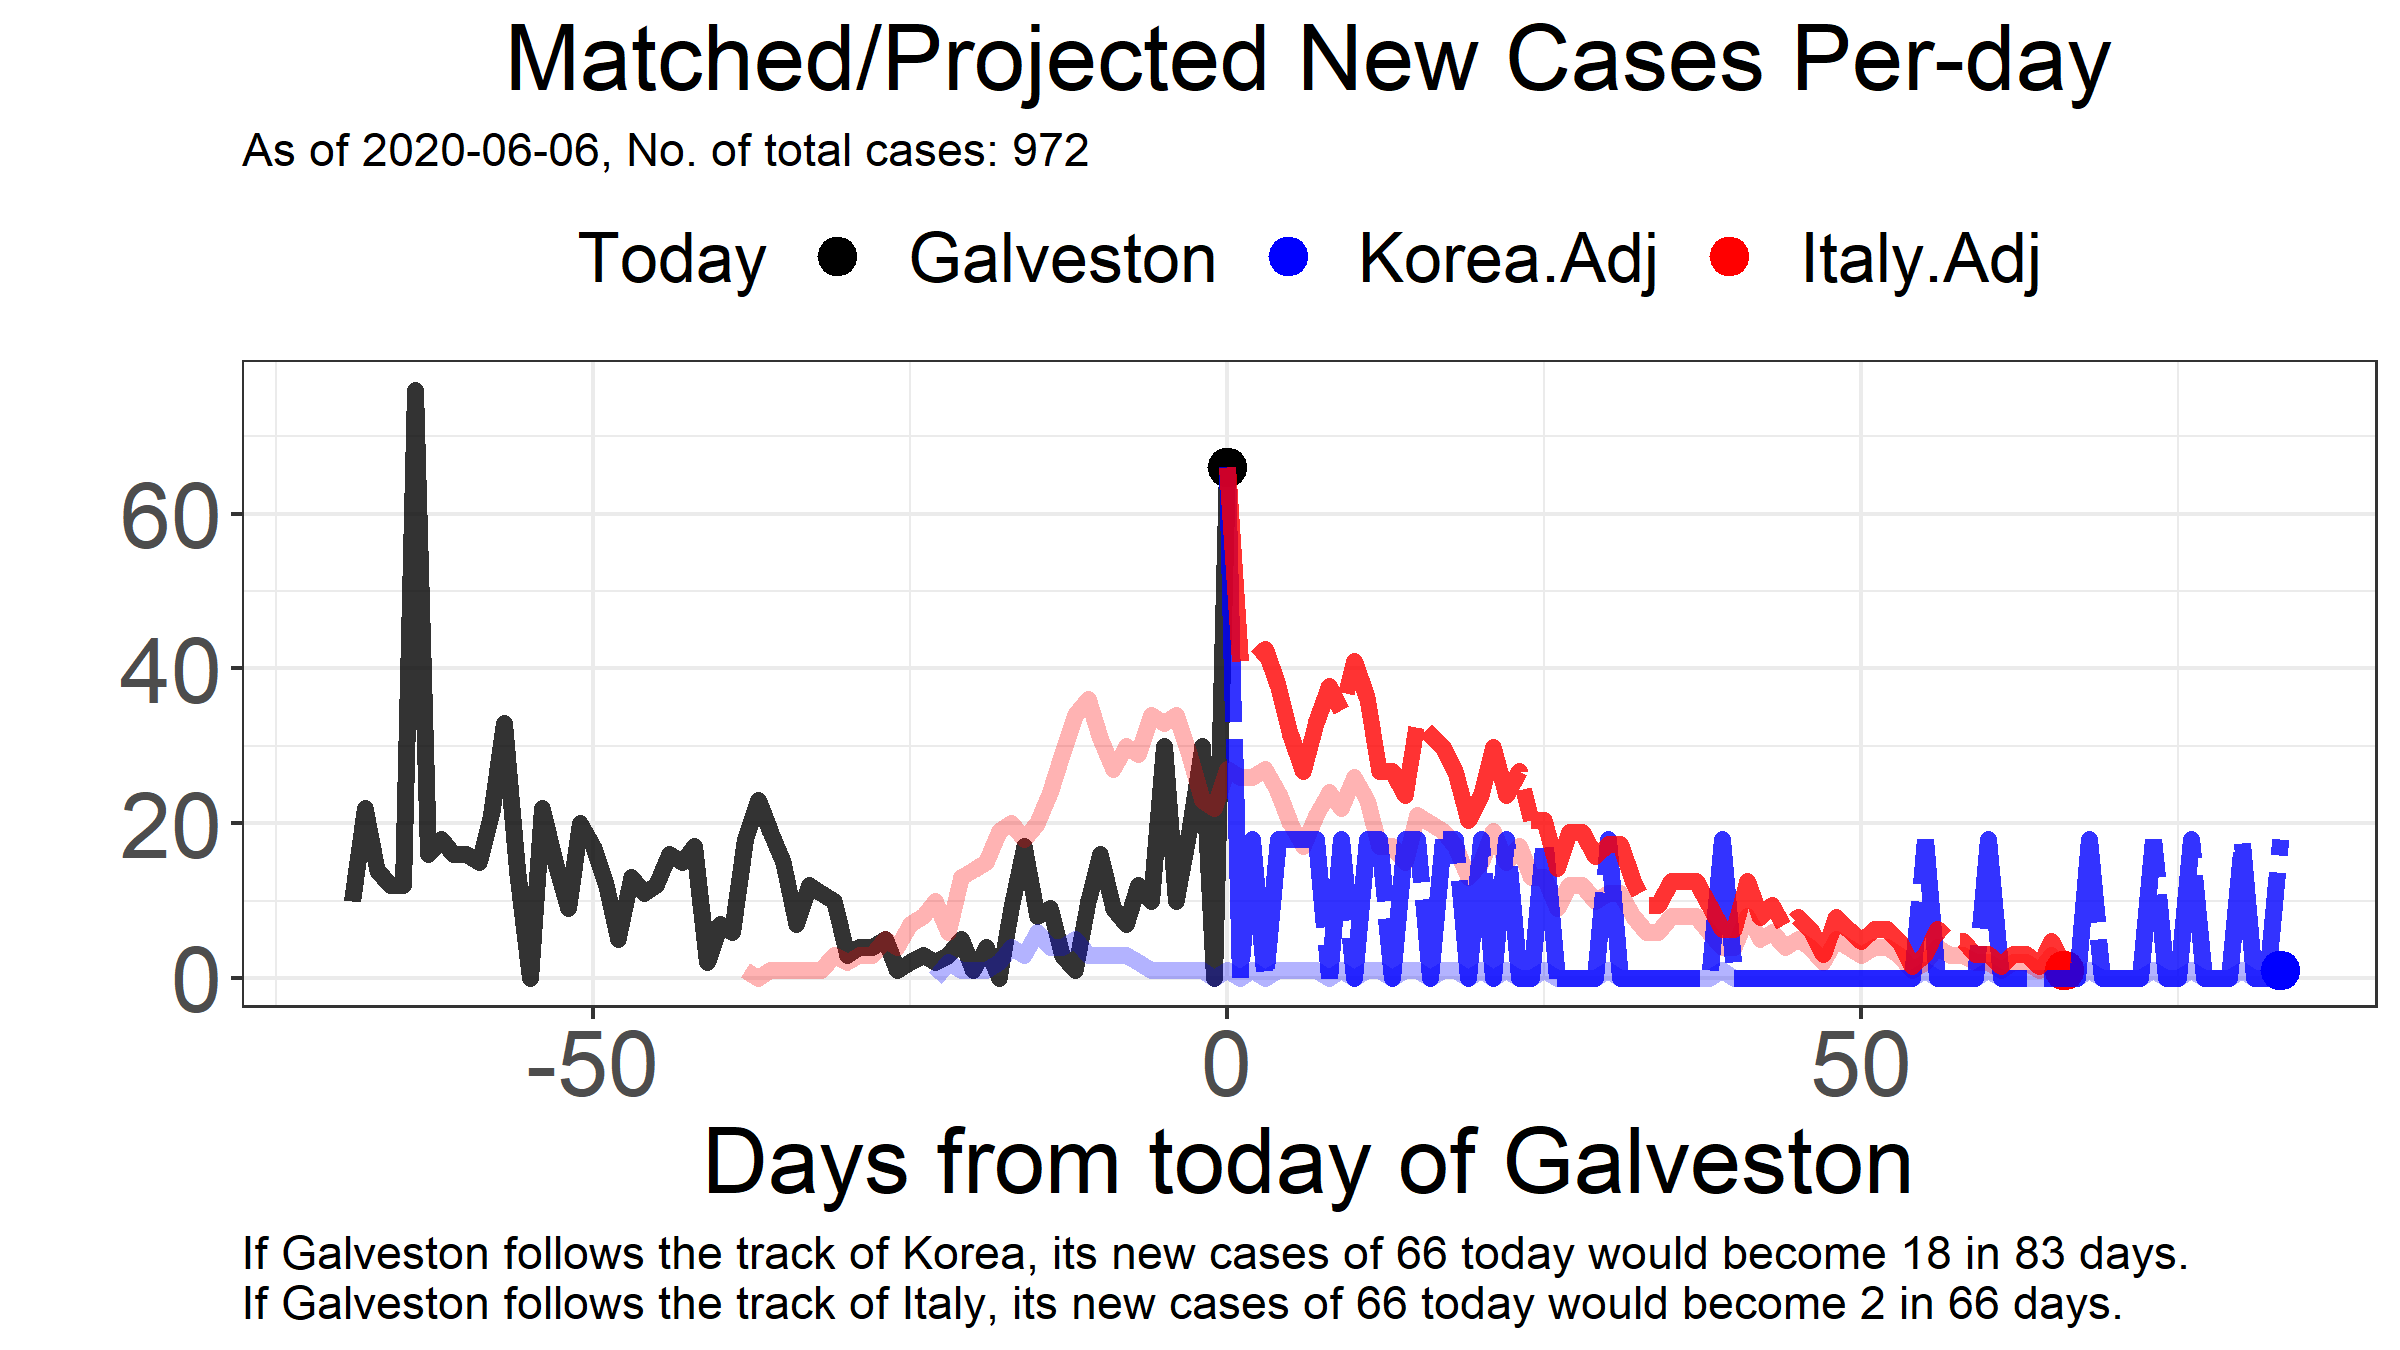 Matched/Projected New Cases Per-day
As of 2020-06-06, No. of total cases: 972
Today Galveston Korea.Adj Italy.Adj
60
40
20
0
-50 0 50
Days from today of Galveston
If Galveston follows the track of Korea, its new cases of 66 today would become 18 in 83 days.
If Galveston follows the track of Italy, its new cases of 66 today would become 2 in 66 days.